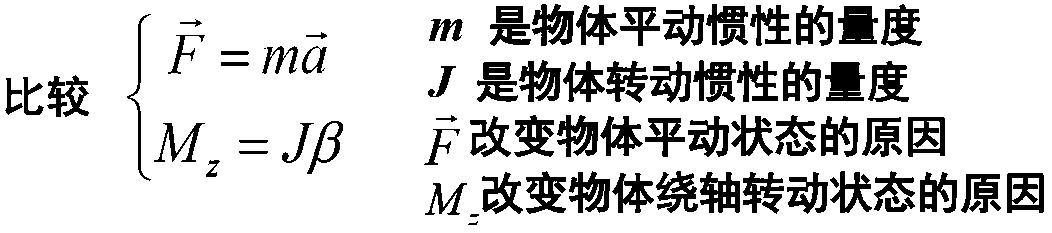 比较
F⃗ = ma⃗
M_z = Jβ
m 是物体平动惯性的量度
J 是物体转动惯性的量度
F⃗ 改变物体平动状态的原因
M_z 改变物体绕轴转动状态的原因